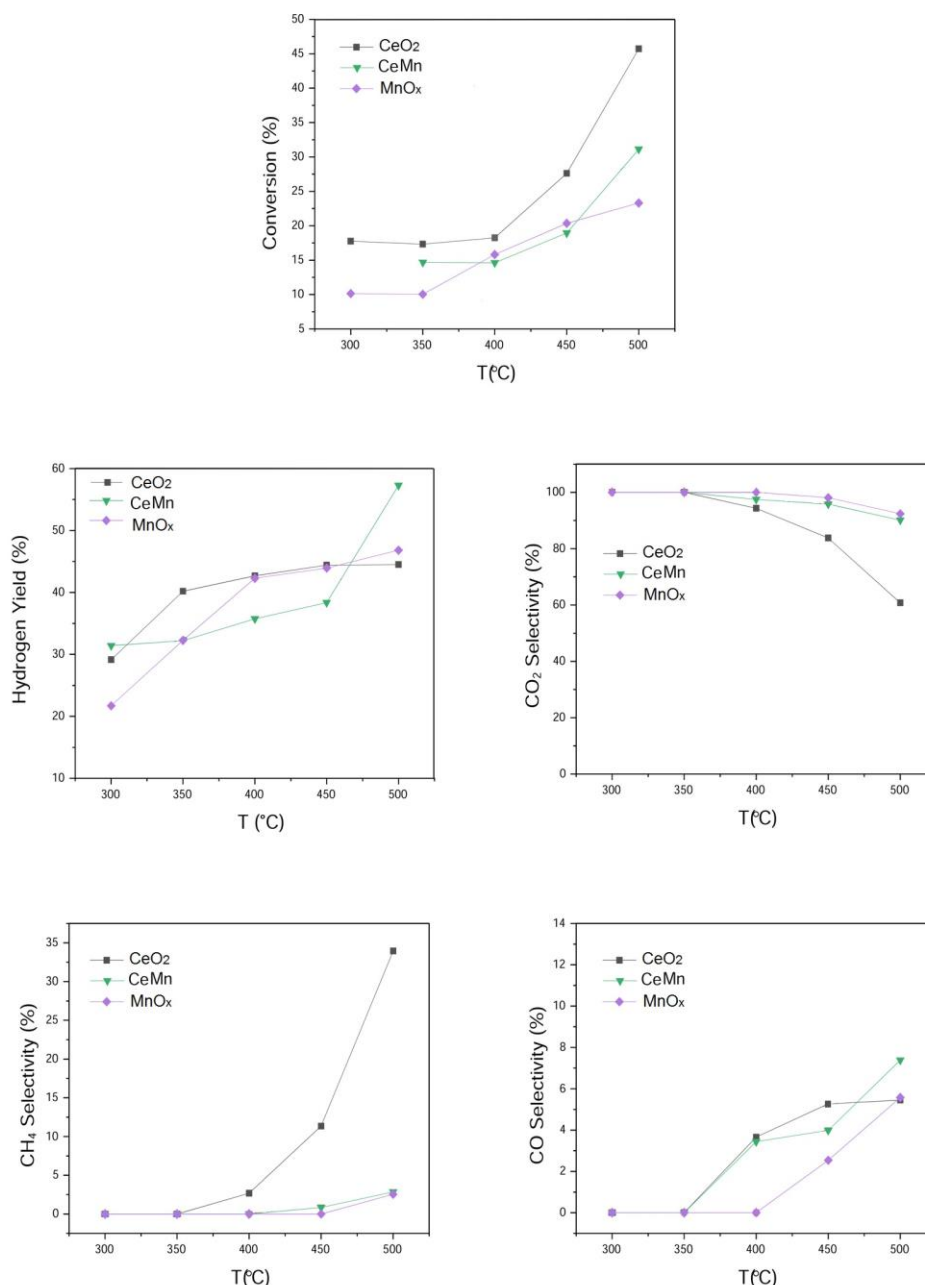 50
45
40
35
30
25
20
15
10
5
Conversion (%)
CeO2
CeMn
MnOx
300 350 400 450 500
T(°C)
60
50
40
30
20
10
Hydrogen Yield (%)
CeO2
CeMn
MnOx
300 350 400 450 500
T (°C)
100
80
60
40
20
0
CO2 Selectivity (%)
CeO2
CeMn
MnOx
300 350 400 450 500
T(°C)
35
30
25
20
15
10
5
0
CH4 Selectivity (%)
CeO2
CeMn
MnOx
300 350 400 450 500
T(°C)
14
12
10
8
6
4
2
0
CO Selectivity (%)
CeO2
CeMn
MnOx
300 350 400 450 500
T(°C)